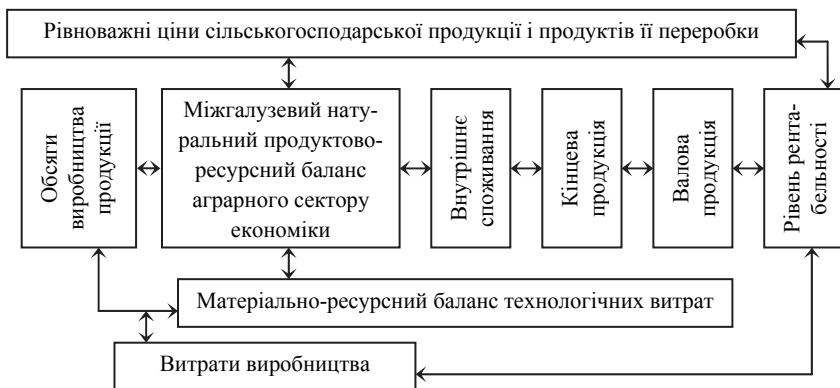 Рівноважні ціни сільськогосподарської продукції і продуктів її переробки
Обсяги
виробництва
продукції
Міжгалузевий нату-
ральний продуктово-
ресурсний баланс
аграрного сектору
економіки
Внутрішнє
споживання
Кінцева
продукція
Валова
продукція
Рівень рента-
бельності
Матеріально-ресурсний баланс технологічних витрат
Витрати виробництва